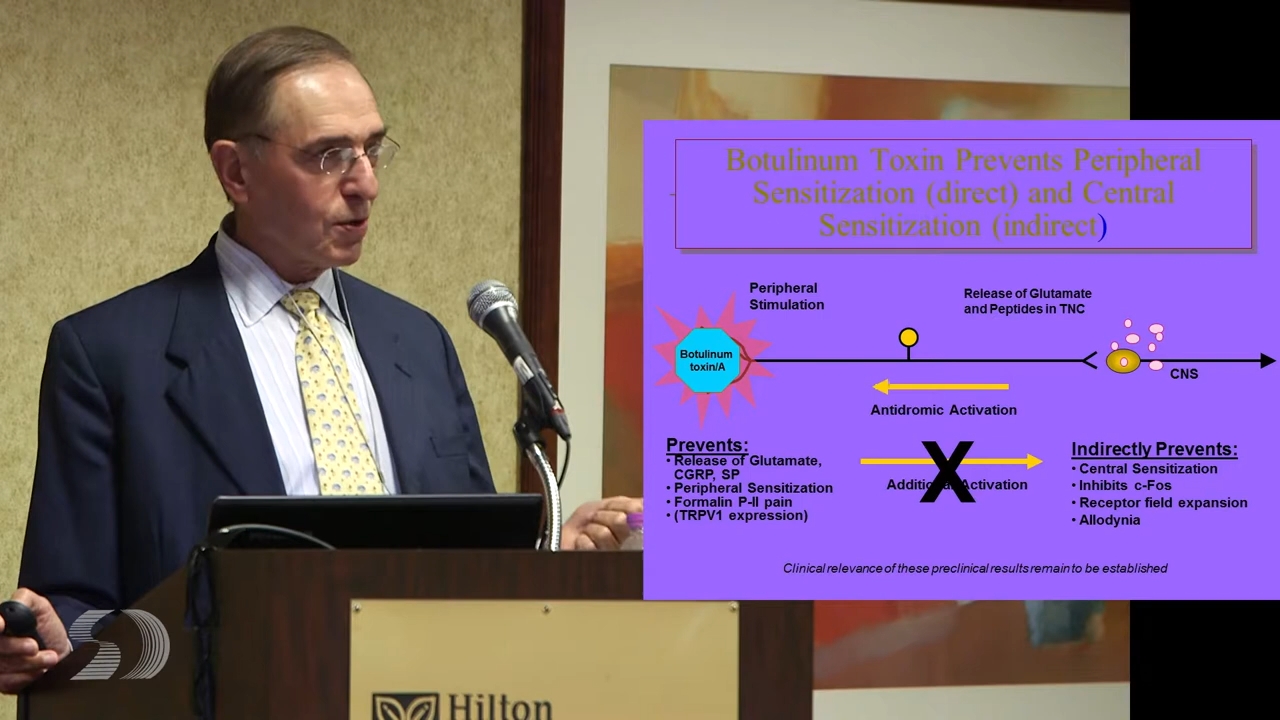 Botulinum Toxin Prevents Peripheral
Sensitization (direct) and Central
Sensitization (indirect)
Peripheral
Stimulation
Release of Glutamate
and Peptides in TNC
Botulinum
toxin/A
CNS
Antidromic Activation
Prevents:
• Release of Glutamate,
CGRP, SP
• Peripheral Sensitization
• Formalin P-II pain
• (TRPV1 expression)
X
Additional Activation
Indirectly Prevents:
• Central Sensitization
• Inhibits c-Fos
• Receptor field expansion
• Allodynia
Clinical relevance of these preclinical results remain to be established
Hilton